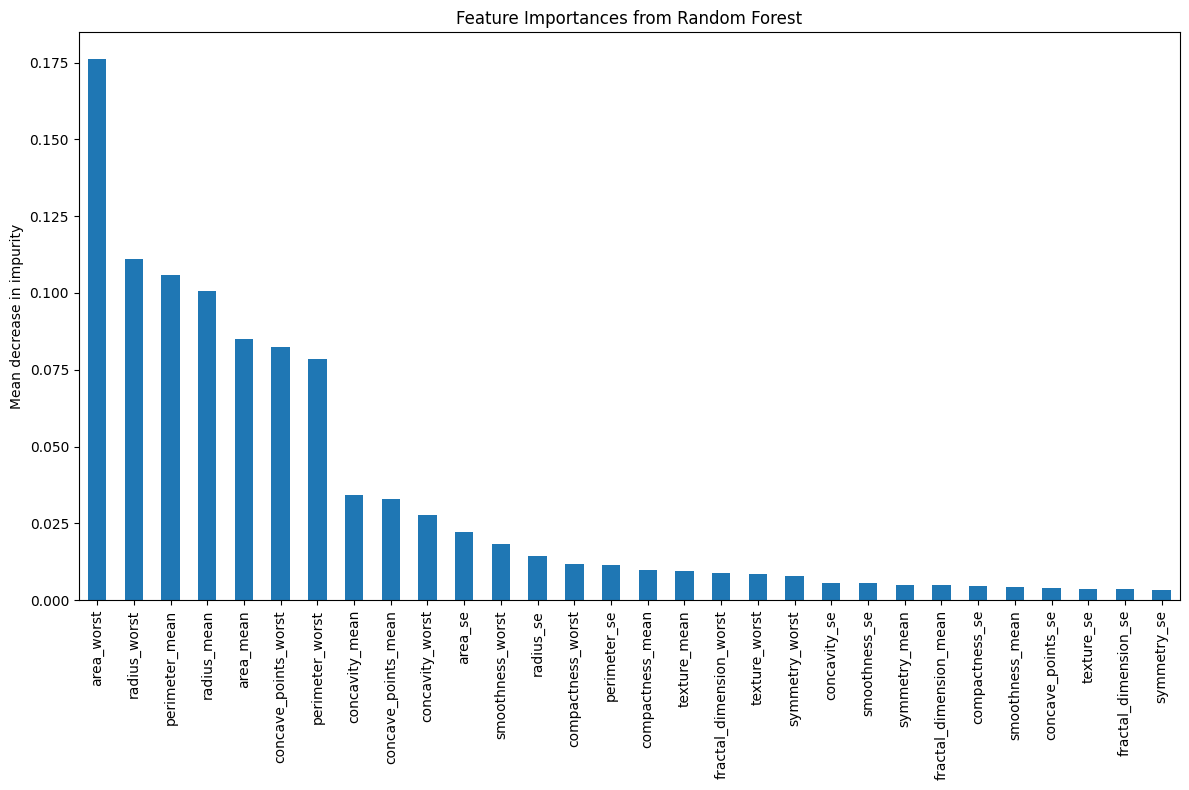 Feature Importances from Random Forest
Mean decrease in impurity
0.175
0.150
0.125
0.100
0.075
0.050
0.025
0.000
area_worst
radius_worst
perimeter_mean
radius_mean
area_mean
concave_points_worst
perimeter_worst
concavity_mean
concave_points_mean
concavity_worst
area_se
smoothness_worst
radius_se
compactness_worst
perimeter_se
compactness_mean
texture_mean
fractal_dimension_worst
texture_worst
symmetry_worst
concavity_se
smoothness_se
symmetry_mean
fractal_dimension_mean
compactness_se
smoothness_mean
concave_points_se
texture_se
fractal_dimension_se
symmetry_se